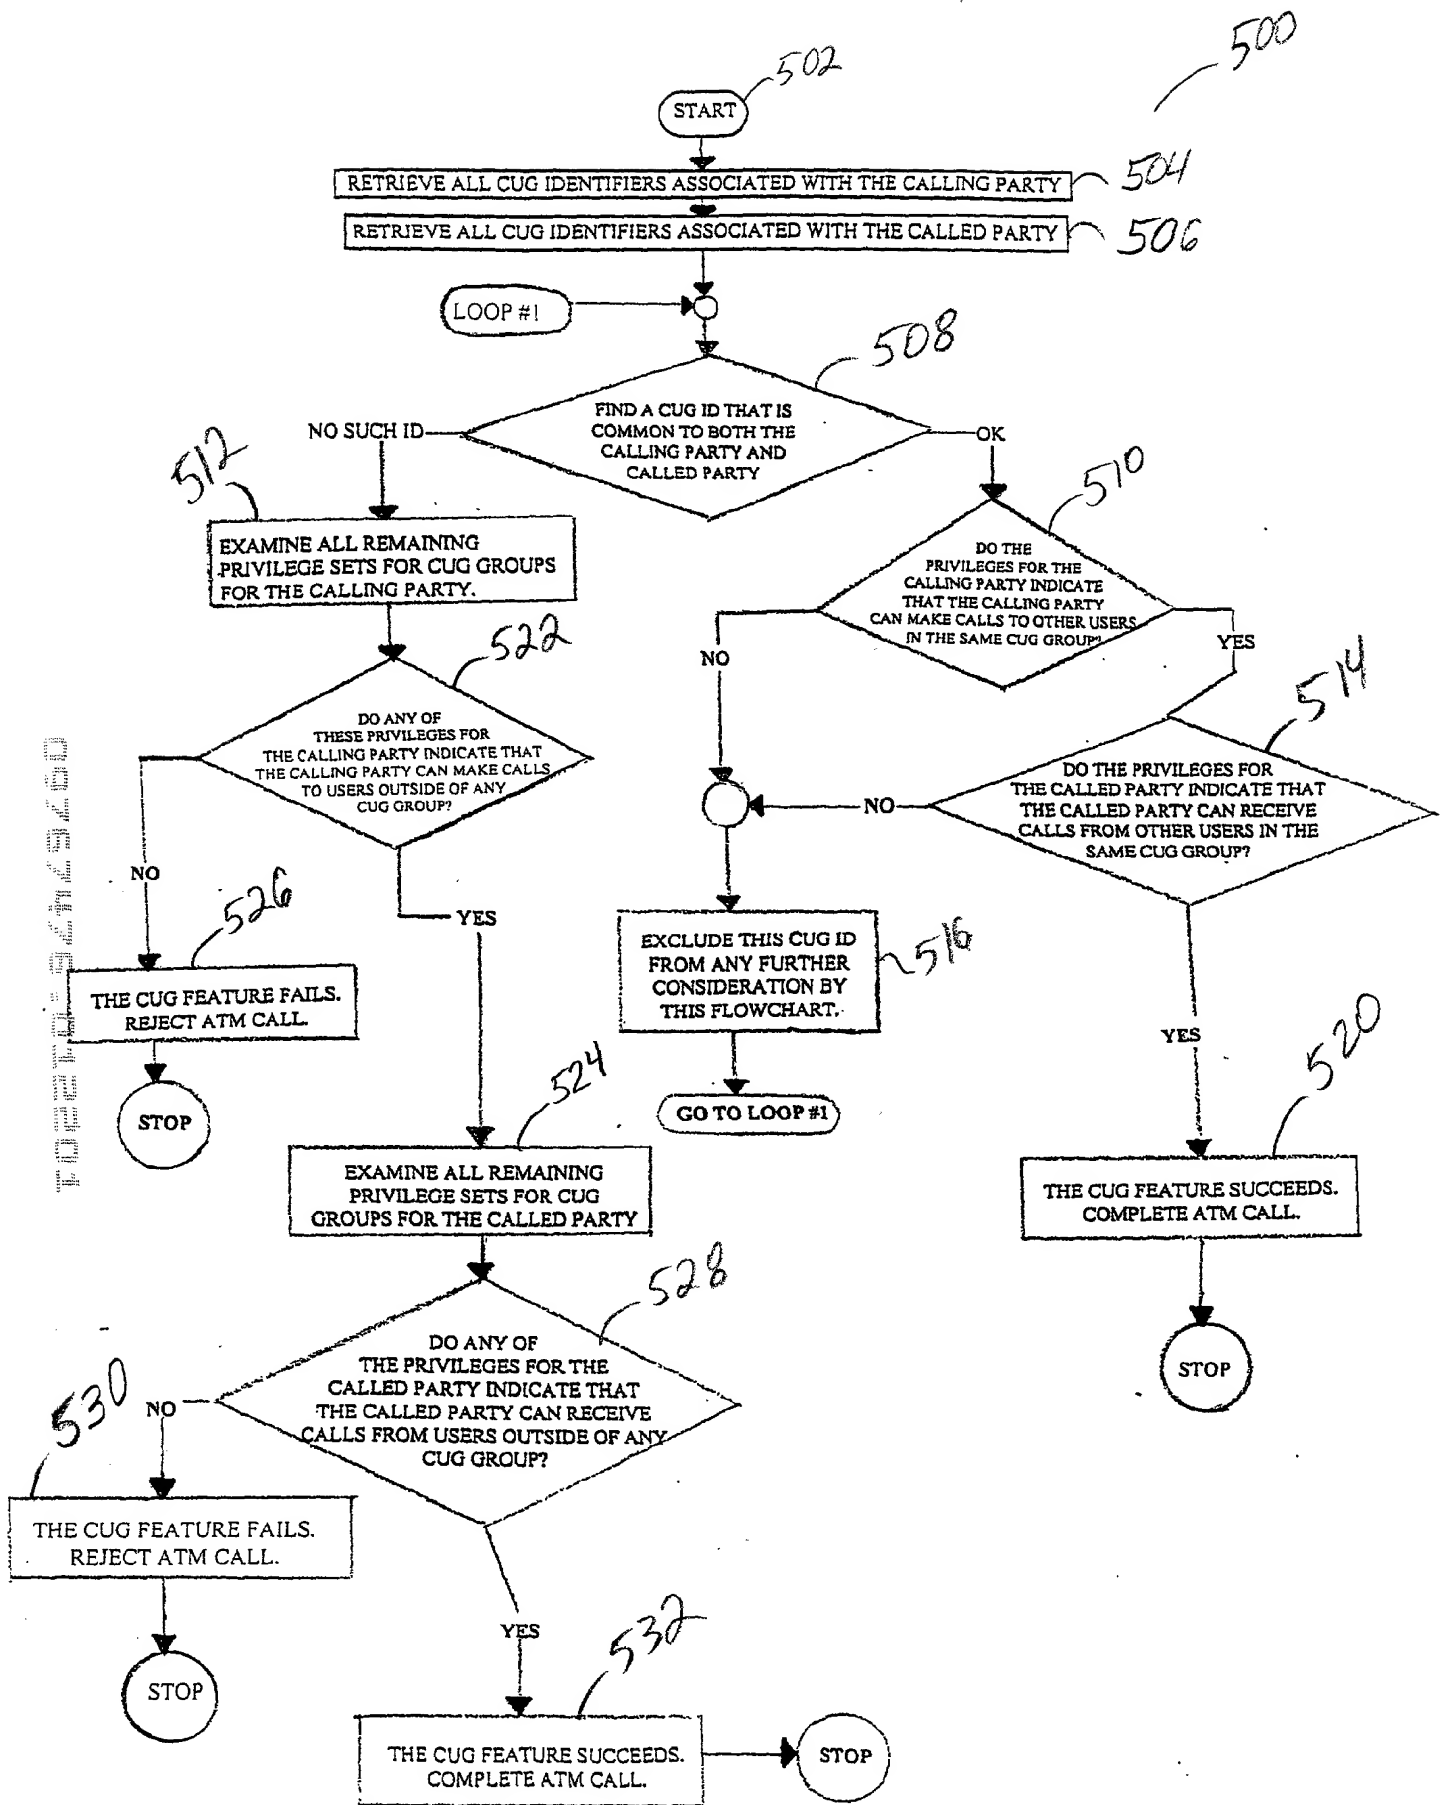 500
502
START
RETRIEVE ALL CUG IDENTIFIERS ASSOCIATED WITH THE CALLING PARTY
504
RETRIEVE ALL CUG IDENTIFIERS ASSOCIATED WITH THE CALLED PARTY
506
LOOP #1
508
FIND A CUG ID THAT IS
COMMON TO BOTH THE
CALLING PARTY AND
CALLED PARTY
NO SUCH ID
OK
512
510
EXAMINE ALL REMAINING
PRIVILEGE SETS FOR CUG GROUPS
FOR THE CALLING PARTY.
DO THE
PRIVILEGES FOR THE
CALLING PARTY INDICATE
THAT THE CALLING PARTY
CAN MAKE CALLS TO OTHER USERS
IN THE SAME CUG GROUP?
NO
YES
522
514
DO ANY OF
THESE PRIVILEGES FOR
THE CALLING PARTY INDICATE THAT
THE CALLING PARTY CAN MAKE CALLS
TO USERS OUTSIDE OF ANY
CUG GROUP?
DO THE PRIVILEGES FOR
THE CALLED PARTY INDICATE THAT
THE CALLED PARTY CAN RECEIVE
CALLS FROM OTHER USERS IN THE
SAME CUG GROUP?
NO
NO
YES
526
THE CUG FEATURE FAILS.
REJECT ATM CALL.
STOP
EXCLUDE THIS CUG ID
FROM ANY FURTHER
CONSIDERATION BY
THIS FLOWCHART.
516
GO TO LOOP #1
YES
520
THE CUG FEATURE SUCCEEDS.
COMPLETE ATM CALL.
STOP
524
EXAMINE ALL REMAINING
PRIVILEGE SETS FOR CUG
GROUPS FOR THE CALLED PARTY
528
DO ANY OF
THE PRIVILEGES FOR THE
CALLED PARTY INDICATE THAT
THE CALLED PARTY CAN RECEIVE
CALLS FROM USERS OUTSIDE OF ANY
CUG GROUP?
NO
530
THE CUG FEATURE FAILS.
REJECT ATM CALL.
STOP
YES
532
THE CUG FEATURE SUCCEEDS.
COMPLETE ATM CALL.
STOP